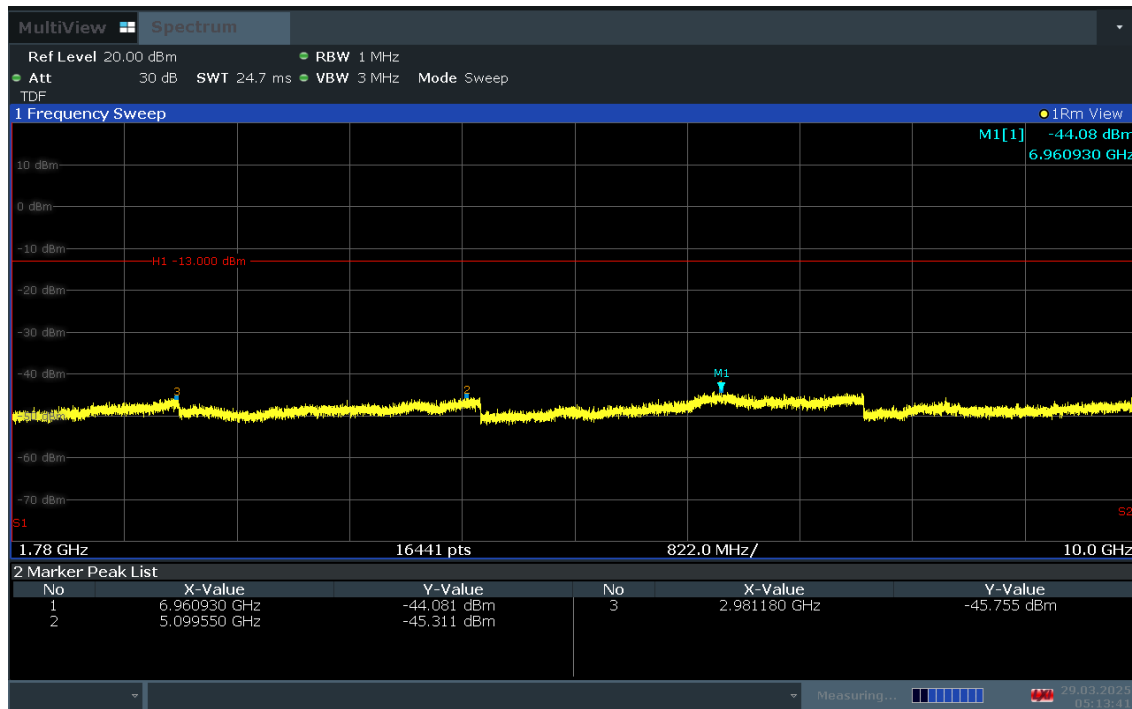 MultiView Spectrum
Ref Level 20.00 dBm RBW 1 MHz
Att 30 dB SWT 24.7 ms VBW 3 MHz Mode Sweep
TDF
1 Frequency Sweep 1Rm View
M1[1] -44.08 dBm
6.960930 GHz
10 dBm
0 dBm
-10 dBm
H1 -13.000 dBm
-20 dBm
-30 dBm
-40 dBm
M1
3 2
-60 dBm
-70 dBm
S1 S2
1.78 GHz 16441 pts 822.0 MHz/ 10.0 GHz
2 Marker Peak List
No X-Value Y-Value No X-Value Y-Value
1 6.960930 GHz -44.081 dBm 3 2.981180 GHz -45.755 dBm
2 5.099550 GHz -45.311 dBm
Measuring... 29.03.2025
05:13:41